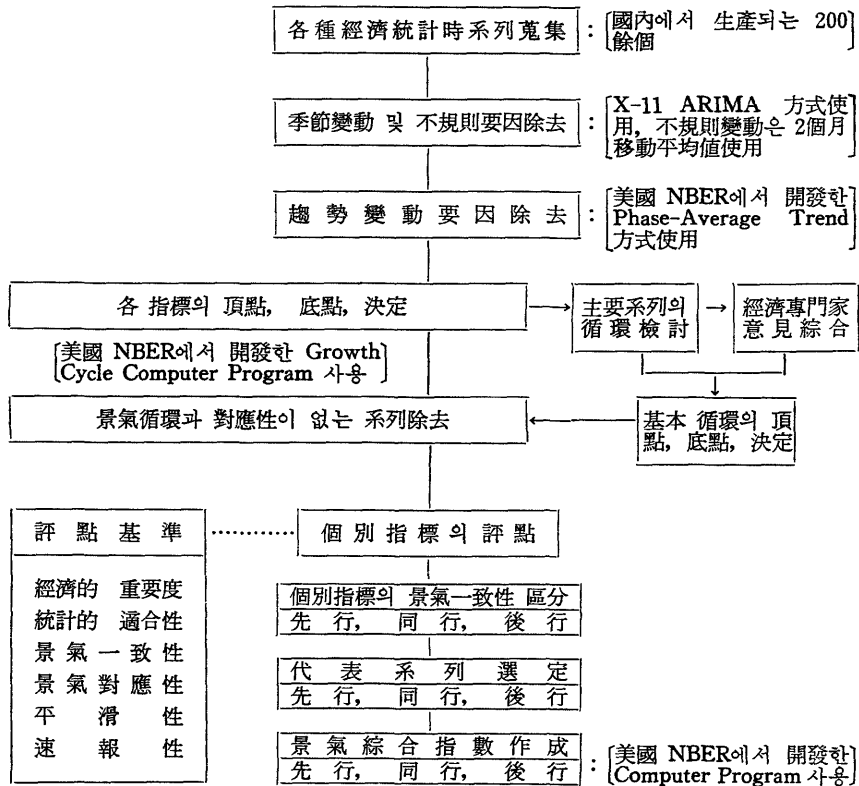 各種經濟統計時系列蒐集 : [國內에서 生產되는 200
餘個]
季節變動 및 不規則要因除去 : [X-11 ARIMA 方式使
用, 不規則變動은 2個月
移動平均値使用]
趨勢變動要因除去 : [美國 NBER에서 開發한
Phase-Average Trend
方式使用]
各 指標의 頂點, 底點, 決定
主要系列의
循環檢討
經濟專門家
意見綜合
[美國 NBER에서 開發한 Growth
Cycle Computer Program 사용]
景氣循環과 對應性이 없는 系列除去
基本 循環의 頂
點, 底點, 決定
評點基準
個別指標의 評點
經濟的 重要度
統計的 適合性
景氣一致性
景氣對應性
平滑性
速報性
個別指標의 景氣一致性 區分
先行, 同行, 後行
代表系列選定
先行, 同行, 後行
景氣綜合指數作成
先行, 同行, 後行 : [美國 NBER에서 開發한
Computer Program 사용]